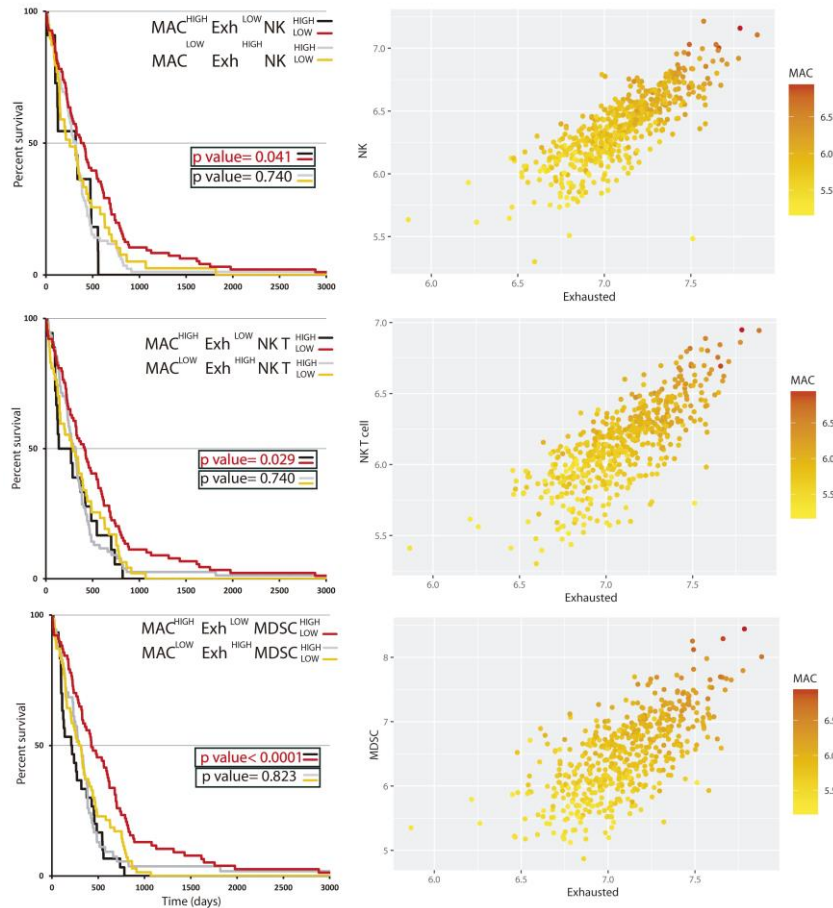 MAC^HIGH Exh ^LOW NK HIGH
LOW
MAC^LOW Exh ^HIGH NK HIGH
LOW
Percent survival
100
50
0
p value= 0.041
p value= 0.740
0 500 1000 1500 2000 2500 3000
NK
7.0
6.5
6.0
5.5
6.0 6.5 7.0 7.5
Exhausted
MAC
6.5
6.0
5.5
MAC^HIGH Exh ^LOW NK T HIGH
LOW
MAC^LOW Exh ^HIGH NK T HIGH
LOW
Percent survival
100
50
0
p value= 0.029
p value= 0.740
0 500 1000 1500 2000 2500 3000
NK T cell
7.0
6.5
6.0
5.5
6.0 6.5 7.0 7.5
Exhausted
MAC
6.5
6.0
5.5
MAC^HIGH Exh ^LOW MDSC HIGH
LOW
MAC^LOW Exh ^HIGH MDSC HIGH
LOW
Percent survival
100
50
0
p value< 0.0001
p value= 0.823
0 500 1000 1500 2000 2500 3000
Time (days)
MDSC
8
7
6
5
6.0 6.5 7.0 7.5
Exhausted
MAC
6.5
6.0
5.5